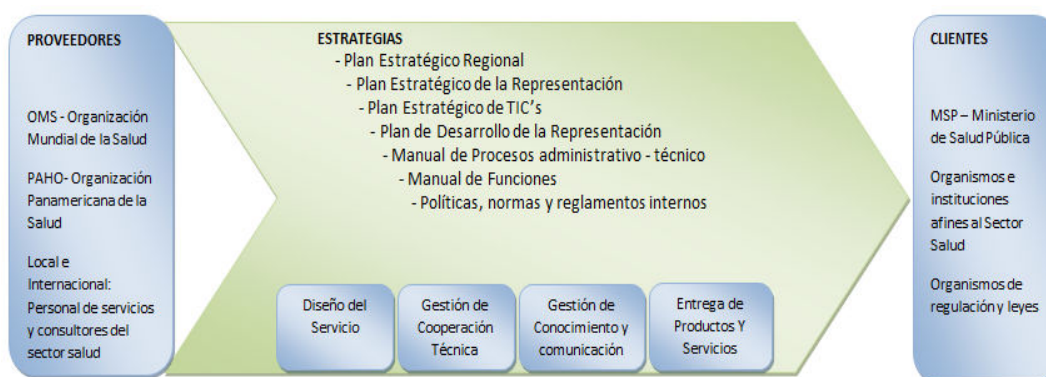 PROVEEDORES
OMS - Organización
Mundial de la Salud
PAHO- Organización
Panamericana de la
Salud
Local e
Internacional:
Personal de servicios
y consultores del
sector salud
ESTRATEGIAS
- Plan Estratégico Regional
- Plan Estratégico de la Representación
- Plan Estratégico de TIC's
- Plan de Desarrollo de la Representación
- Manual de Procesos administrativo - técnico
- Manual de Funciones
- Políticas, normas y reglamentos internos
Diseño del
Servicio
Gestión de
Cooperación
Técnica
Gestión de
Conocimiento y
comunicación
Entrega de
Productos Y
Servicios
CLIENTES
MSP – Ministerio
de Salud Pública
Organismos e
instituciones
afines al Sector
Salud
Organismos de
regulación y leyes